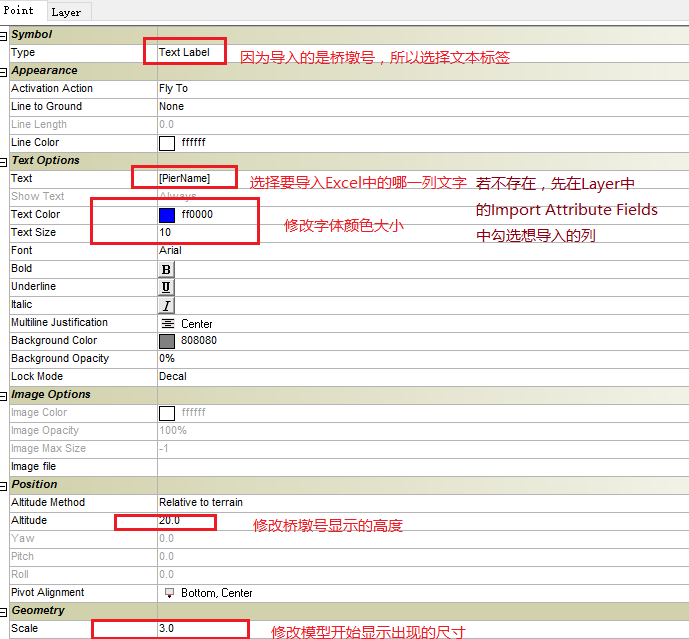 Point Layer
Symbol
Type Text Label 因为导入的是桥墩号，所以选择文本标签
Appearance
Activation Action Fly To
Line to Ground None
Line Length 0.0
Line Color ffffff
Text Options
Text [PierName] 选择要导入Excel中的哪一列文字 若不存在，先在Layer中
Show Text Always 的Import Attribute Fields
Text Color ff0000 修改字体颜色大小
Text Size 10 中勾选想导入的列
Font Arial
Bold B
Underline U
Italic I
Multiline Justification Center
Background Color 808080
Background Opacity 0%
Lock Mode Decal
Image Options
Image Color ffffff
Image Opacity 100%
Image Max Size -1
Image file
Position
Altitude Method Relative to terrain
Altitude 20.0 修改桥墩号显示的高度
Yaw 0.0
Pitch 0.0
Roll 0.0
Pivot Alignment Bottom, Center
Geometry
Scale 3.0 修改模型开始显示出现的尺寸